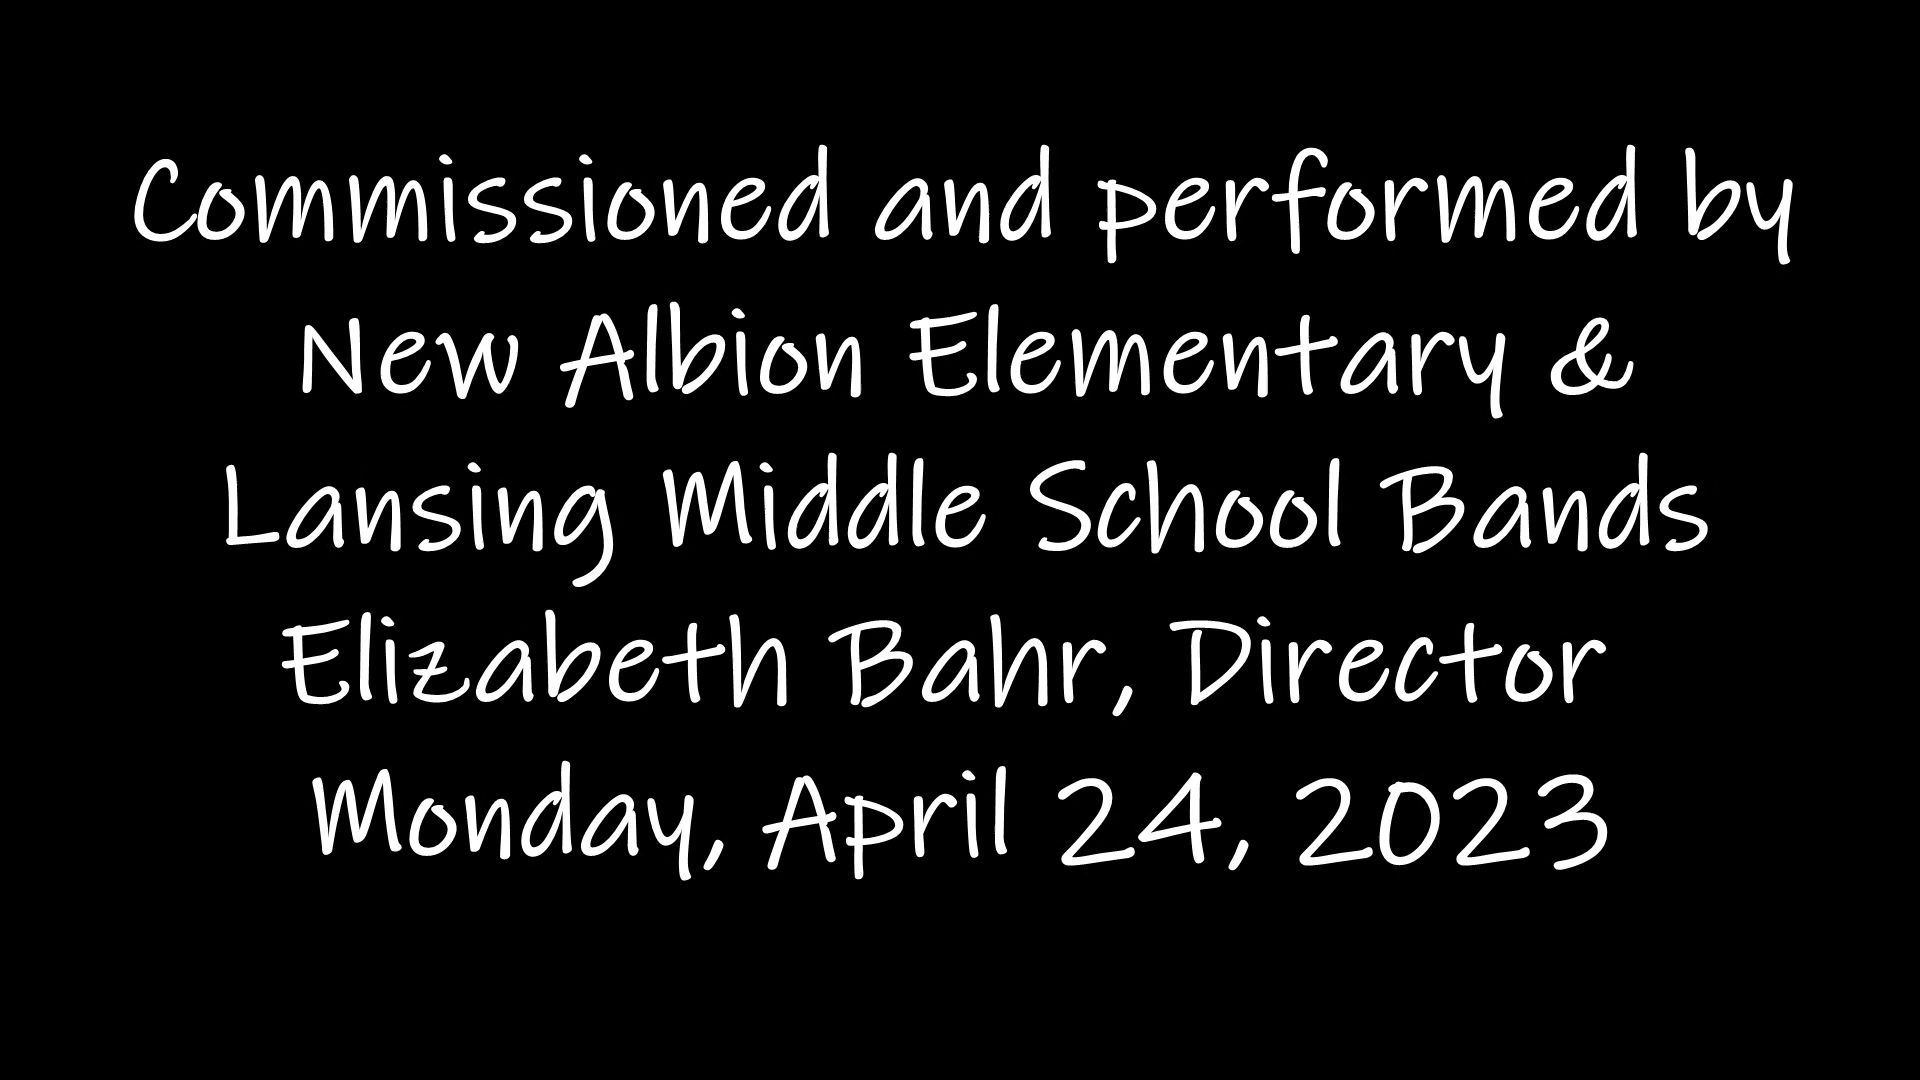 Commissioned and performed by
New Albion Elementary &
Lansing Middle School Bands
Elizabeth Bahr, Director
Monday, April 24, 2023